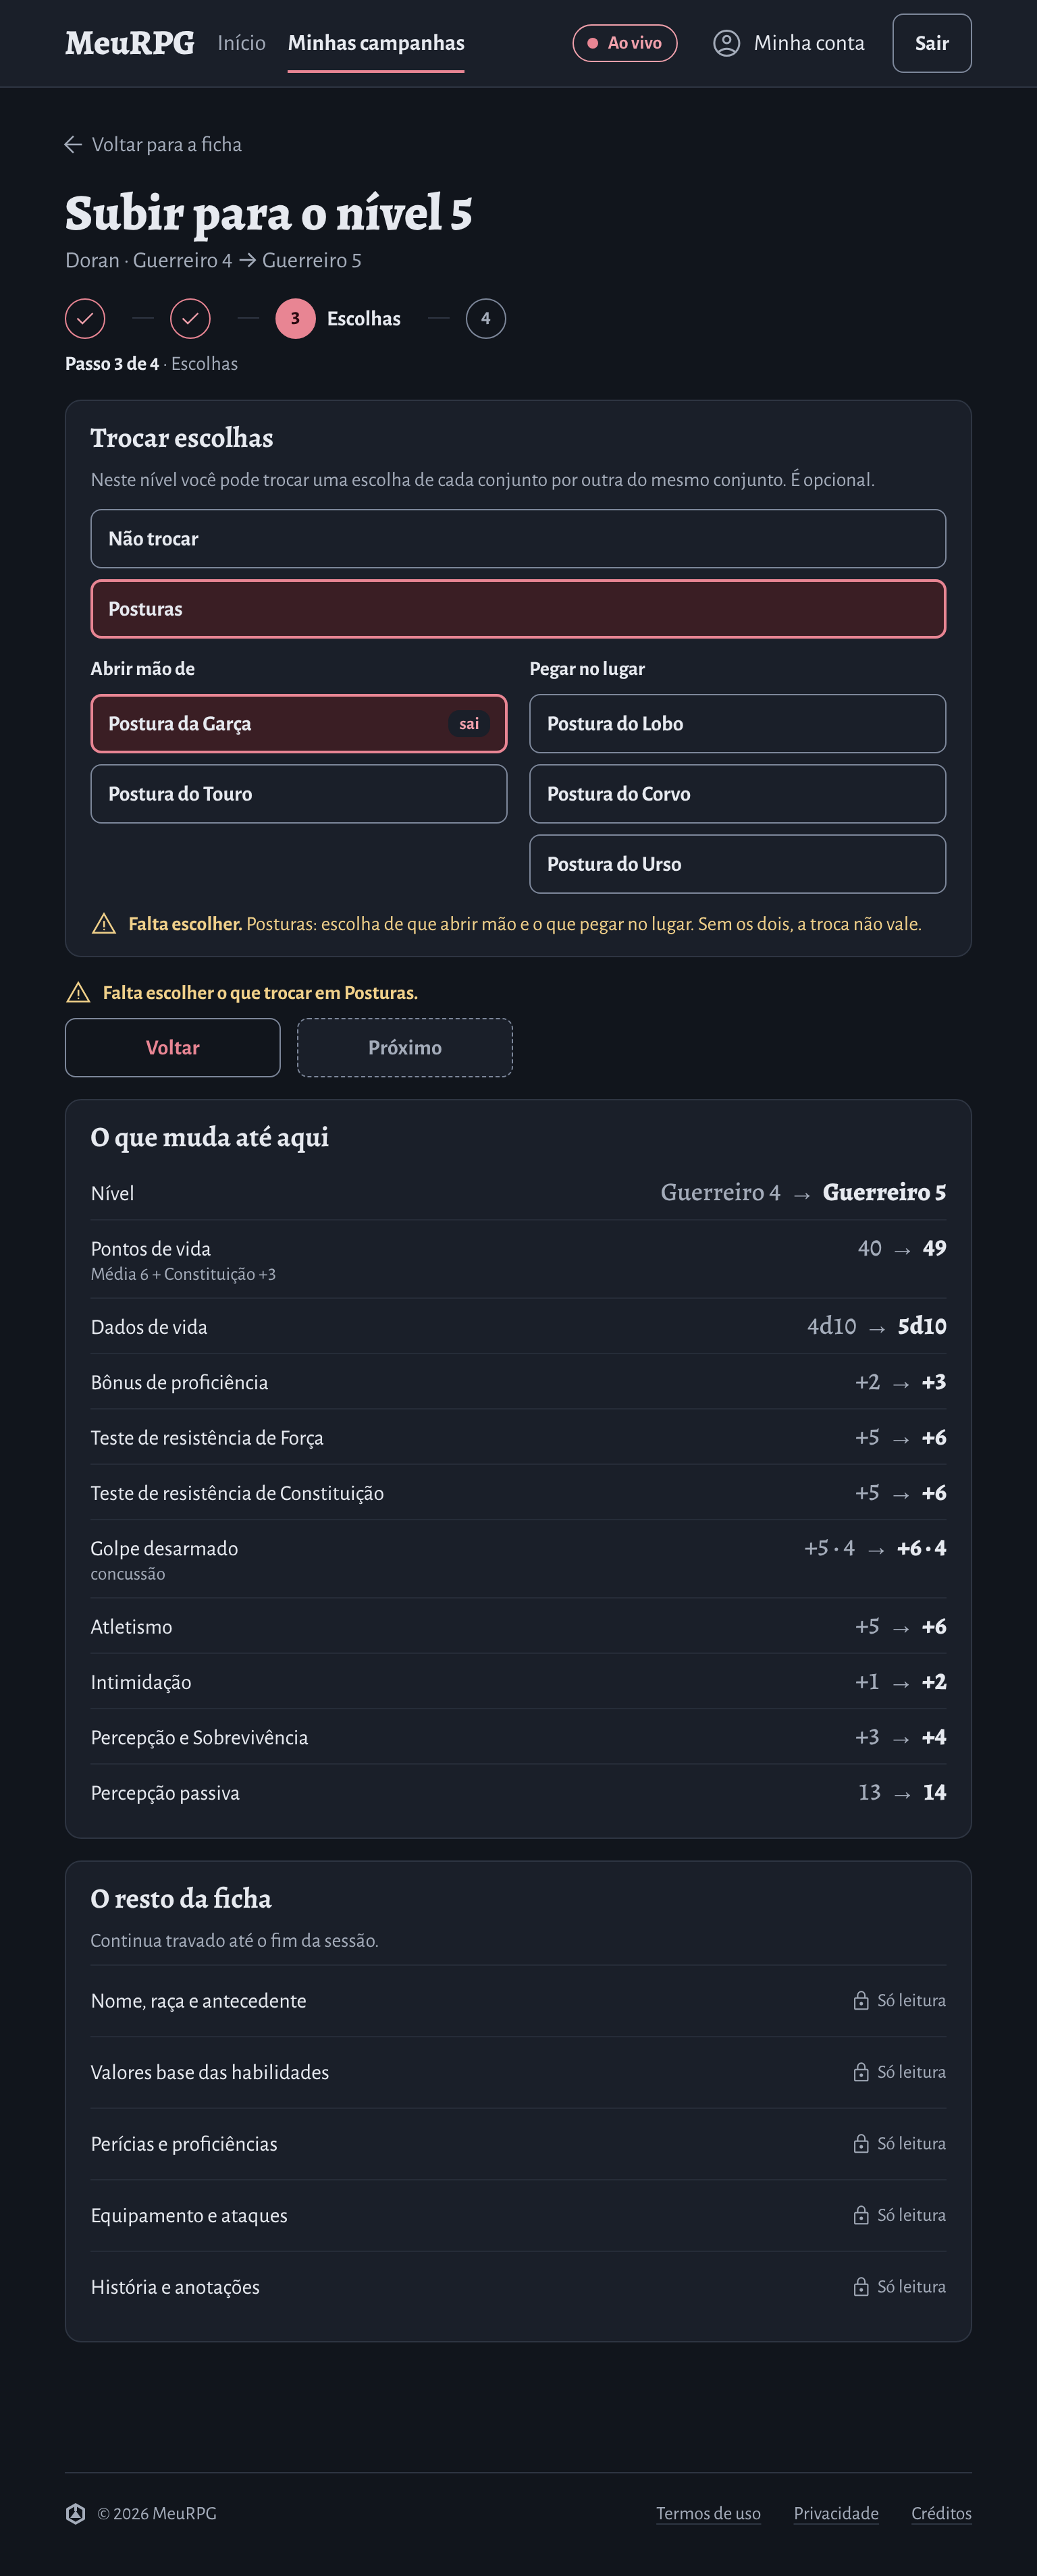 MeuRPG Início Minhas campanhas Ao vivo Minha conta Sair
Voltar para a ficha
Subir para o nível 5
Doran · Guerreiro 4 → Guerreiro 5
3 Escolhas 4
Passo 3 de 4 · Escolhas
Trocar escolhas
Neste nível você pode trocar uma escolha de cada conjunto por outra do mesmo conjunto. É opcional.
Não trocar
Posturas
Abrir mão de
Postura da Garça sai
Postura do Touro
Pegar no lugar
Postura do Lobo
Postura do Corvo
Postura do Urso
Falta escolher. Posturas: escolha de que abrir mão e o que pegar no lugar. Sem os dois, a troca não vale.
Falta escolher o que trocar em Posturas.
Voltar Próximo
O que muda até aqui
Nível Guerreiro 4 → Guerreiro 5
Pontos de vida 40 → 49
Média 6 + Constituição +3
Dados de vida 4d10 → 5d10
Bônus de proficiência +2 → +3
Teste de resistência de Força +5 → +6
Teste de resistência de Constituição +5 → +6
Golpe desarmado +5 · 4 → +6 · 4
concussão
Atletismo +5 → +6
Intimidação +1 → +2
Percepção e Sobrevivência +3 → +4
Percepção passiva 13 → 14
O resto da ficha
Continua travado até o fim da sessão.
Nome, raça e antecedente Só leitura
Valores base das habilidades Só leitura
Perícias e proficiências Só leitura
Equipamento e ataques Só leitura
História e anotações Só leitura
© 2026 MeuRPG Termos de uso Privacidade Créditos